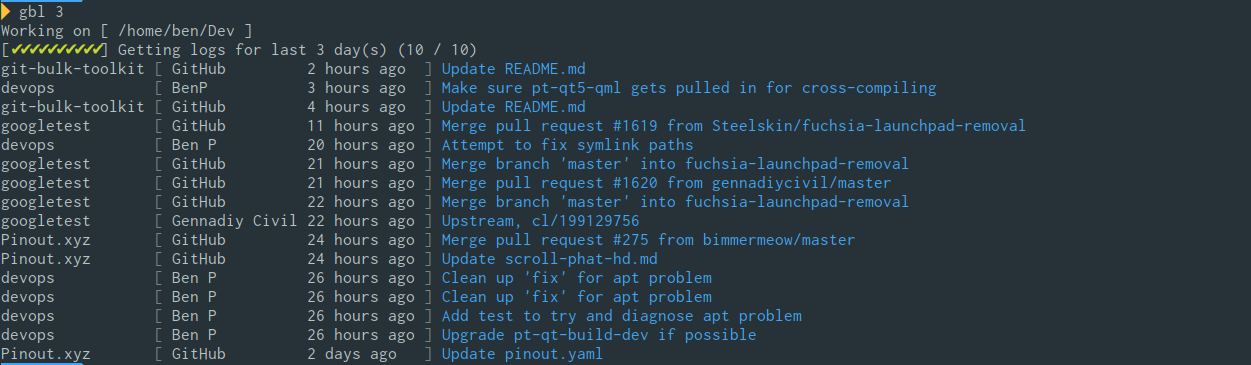 gbl 3
Working on [ /home/ben/Dev ]
[✔✔✔✔✔✔✔✔✔✔] Getting logs for last 3 day(s) (10 / 10)
git-bulk-toolkit [ GitHub 2 hours ago ] Update README.md
devops [ BenP 3 hours ago ] Make sure pt-qt5-qml gets pulled in for cross-compiling
git-bulk-toolkit [ GitHub 4 hours ago ] Update README.md
googletest [ GitHub 11 hours ago ] Merge pull request #1619 from Steelskin/fuchsia-launchpad-removal
devops [ Ben P 20 hours ago ] Attempt to fix symlink paths
googletest [ GitHub 21 hours ago ] Merge branch 'master' into fuchsia-launchpad-removal
googletest [ GitHub 21 hours ago ] Merge pull request #1620 from gennadiycivil/master
googletest [ GitHub 22 hours ago ] Merge branch 'master' into fuchsia-launchpad-removal
googletest [ Gennadiy Civil 22 hours ago ] Upstream, cl/199129756
Pinout.xyz [ GitHub 24 hours ago ] Merge pull request #275 from bimmermeow/master
Pinout.xyz [ GitHub 24 hours ago ] Update scroll-phat-hd.md
devops [ Ben P 26 hours ago ] Clean up 'fix' for apt problem
devops [ Ben P 26 hours ago ] Clean up 'fix' for apt problem
devops [ Ben P 26 hours ago ] Add test to try and diagnose apt problem
devops [ Ben P 26 hours ago ] Upgrade pt-qt-build-dev if possible
Pinout.xyz [ GitHub 2 days ago ] Update pinout.yaml